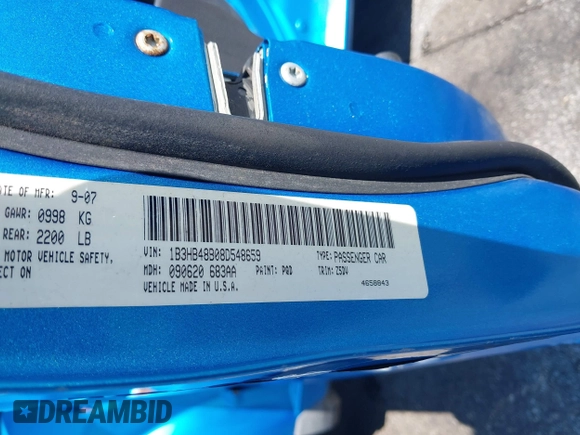 ATE OF MFR: 9-07
GAWR: 0998 KG
REAR: 2200 LB
MOTOR VEHICLE SAFETY,
ECT ON
VIN: 1B3HB48B08D548659
TYPE: PASSENGER CAR
MDH: 090620 683AA
PAINT: PQD
TRIM: ZSDV
VEHICLE MADE IN U.S.A.
4658843
DREAMBID